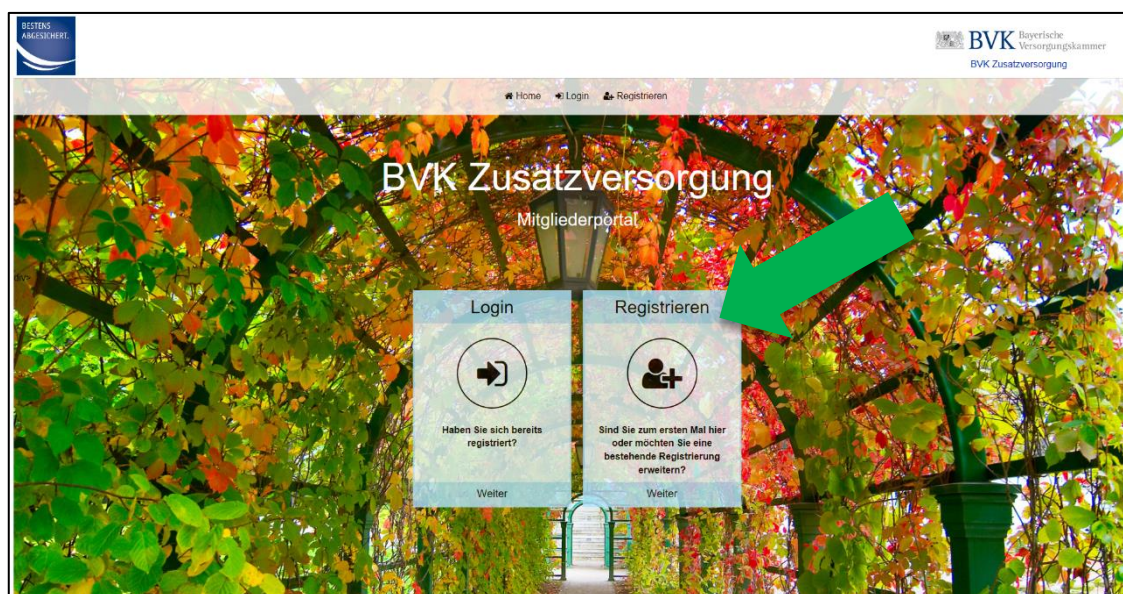 BESTENS
ABGESICHERT.
BVK Bayerische
Versorgungskammer
BVK Zusatzversorgung
Home Login Registrieren
BVK Zusatzversorgung
Mitgliederportal
Login
Registrieren
Haben Sie sich bereits
registriert?
Sind Sie zum ersten Mal hier
oder möchten Sie eine
bestehende Registrierung
erweitern?
Weiter
Weiter